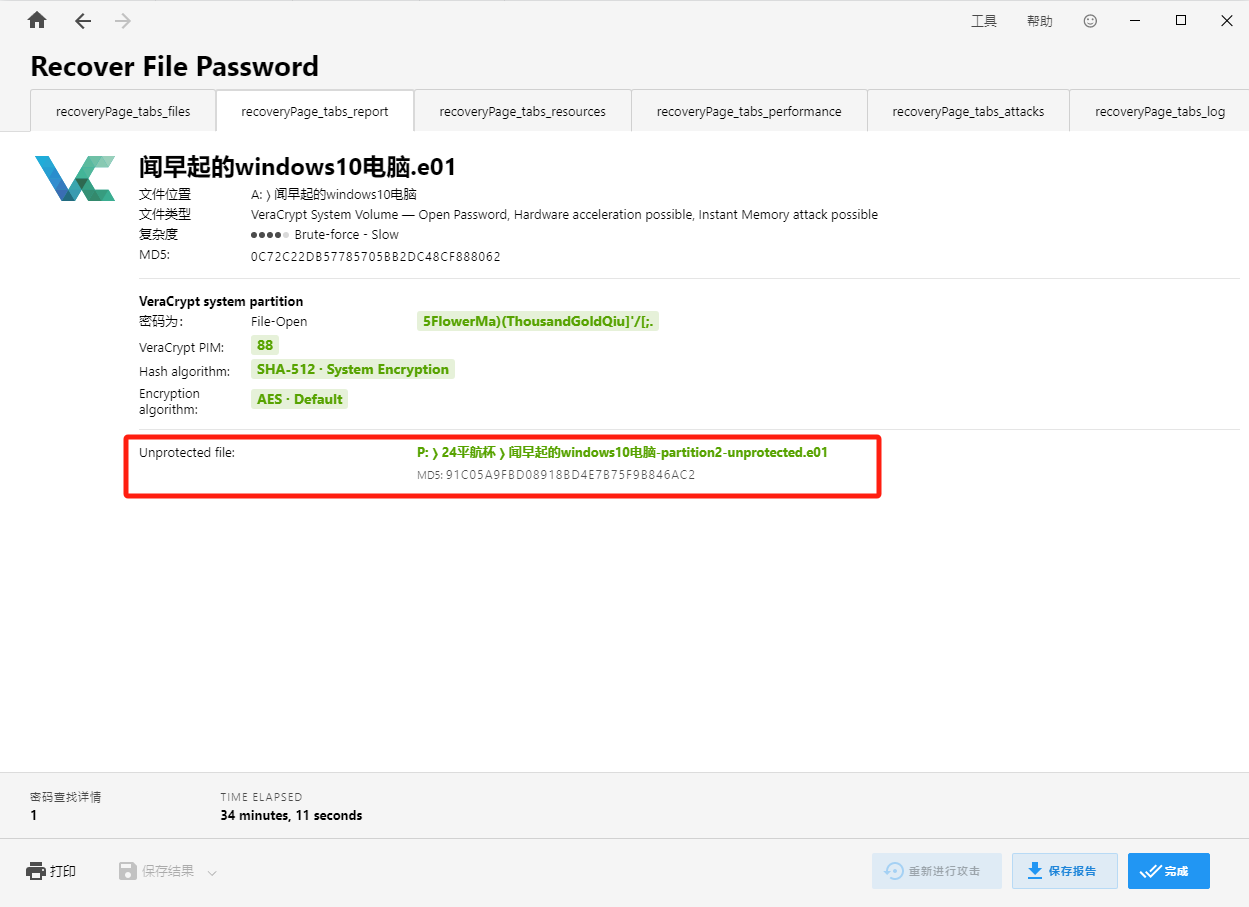 工具 帮助
Recover File Password
recoveryPage_tabs_files recoveryPage_tabs_report recoveryPage_tabs_resources recoveryPage_tabs_performance recoveryPage_tabs_attacks recoveryPage_tabs_log
VC 闻早起的windows10电脑.e01
文件位置 A: ❭ 闻早起的windows10电脑
文件类型 VeraCrypt System Volume — Open Password, Hardware acceleration possible, Instant Memory attack possible
复杂度 Brute-force - Slow
MD5: 0C72C22DB57785705BB2DC48CF888062
VeraCrypt system partition
密码为: File-Open 5FlowerMa)(ThousandGoldQiu]'/[;.
VeraCrypt PIM: 88
Hash algorithm: SHA-512 · System Encryption
Encryption algorithm: AES · Default
Unprotected file: P: ❭ 24平航杯 ❭ 闻早起的windows10电脑-partition2-unprotected.e01
MD5: 91C05A9FBD08918BD4E7B75F9B846AC2
密码查找详情 TIME ELAPSED
1 34 minutes, 11 seconds
打印 保存结果 重新进行攻击 保存报告 完成